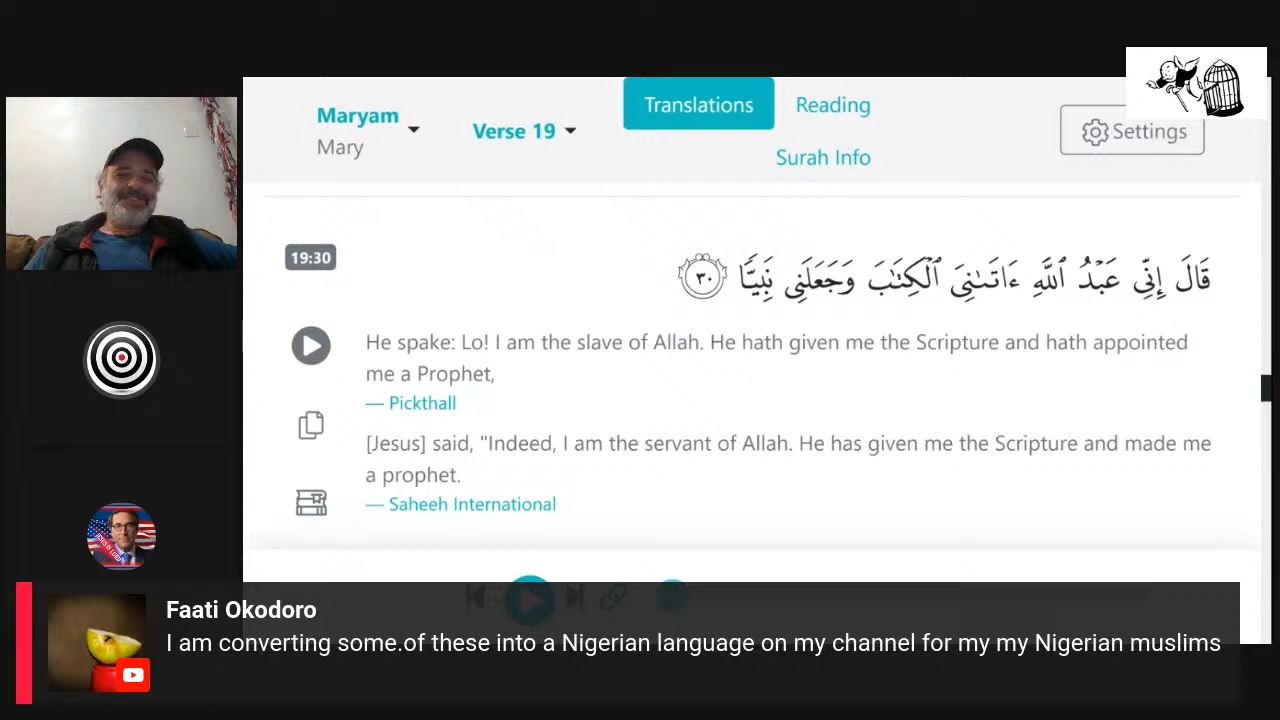 Maryam
Mary
Verse 19
Translations
Reading
Surah Info
Settings
19:30
قَالَ إِنِّى عَبْدُ ٱللَّهِ ءَاتَىٰنِىَ ٱلْكِتَـٰبَ وَجَعَلَنِى نَبِيًّا ٣٠
He spake: Lo! I am the slave of Allah. He hath given me the Scripture and hath appointed
me a Prophet,
— Pickthall
[Jesus] said, "Indeed, I am the servant of Allah. He has given me the Scripture and made me
a prophet.
— Saheeh International
JESUS IS LORD
Faati Okodoro
I am converting some.of these into a Nigerian language on my channel for my my Nigerian muslims